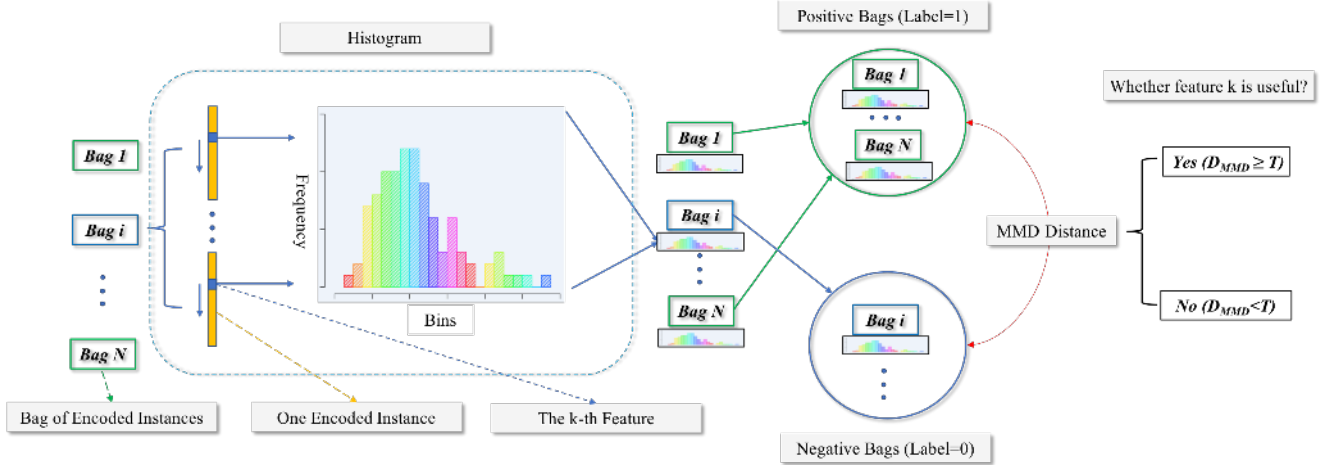 Histogram
Bag 1
Bag i
Bag N
Frequency
Bins
Bag of Encoded Instances
One Encoded Instance
The k-th Feature
Bag 1
Bag i
Bag N
Positive Bags (Label=1)
Bag 1
Bag N
Bag i
Negative Bags (Label=0)
MMD Distance
Whether feature k is useful?
Yes (D_MMD ≥ T)
No (D_MMD<T)